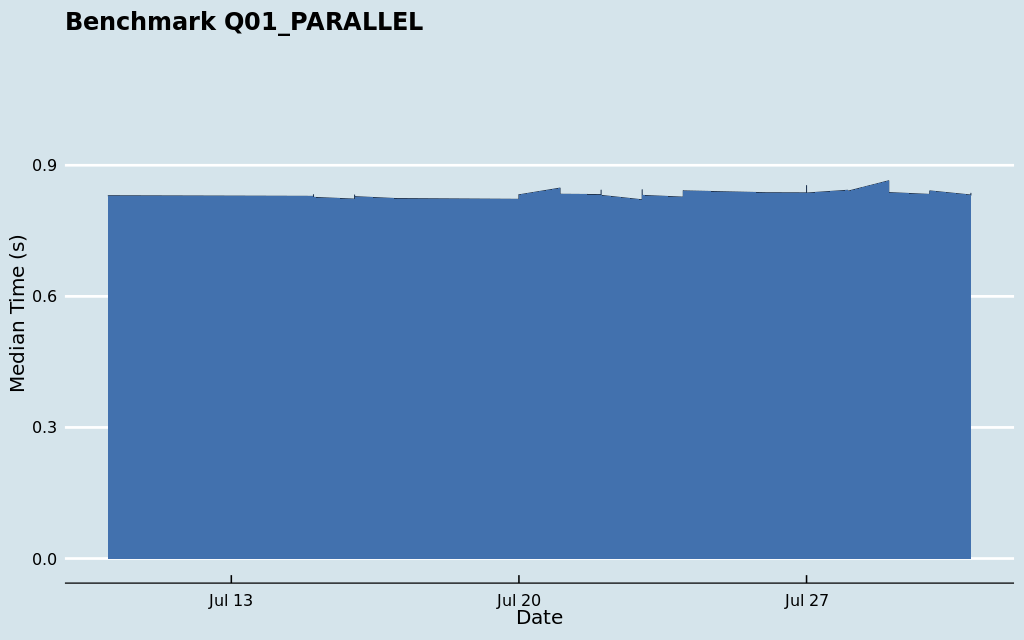 Benchmark Q01_PARALLEL
0.9
0.6
0.3
0.0
Median Time (s)
Jul 13
Jul 20
Jul 27
Date